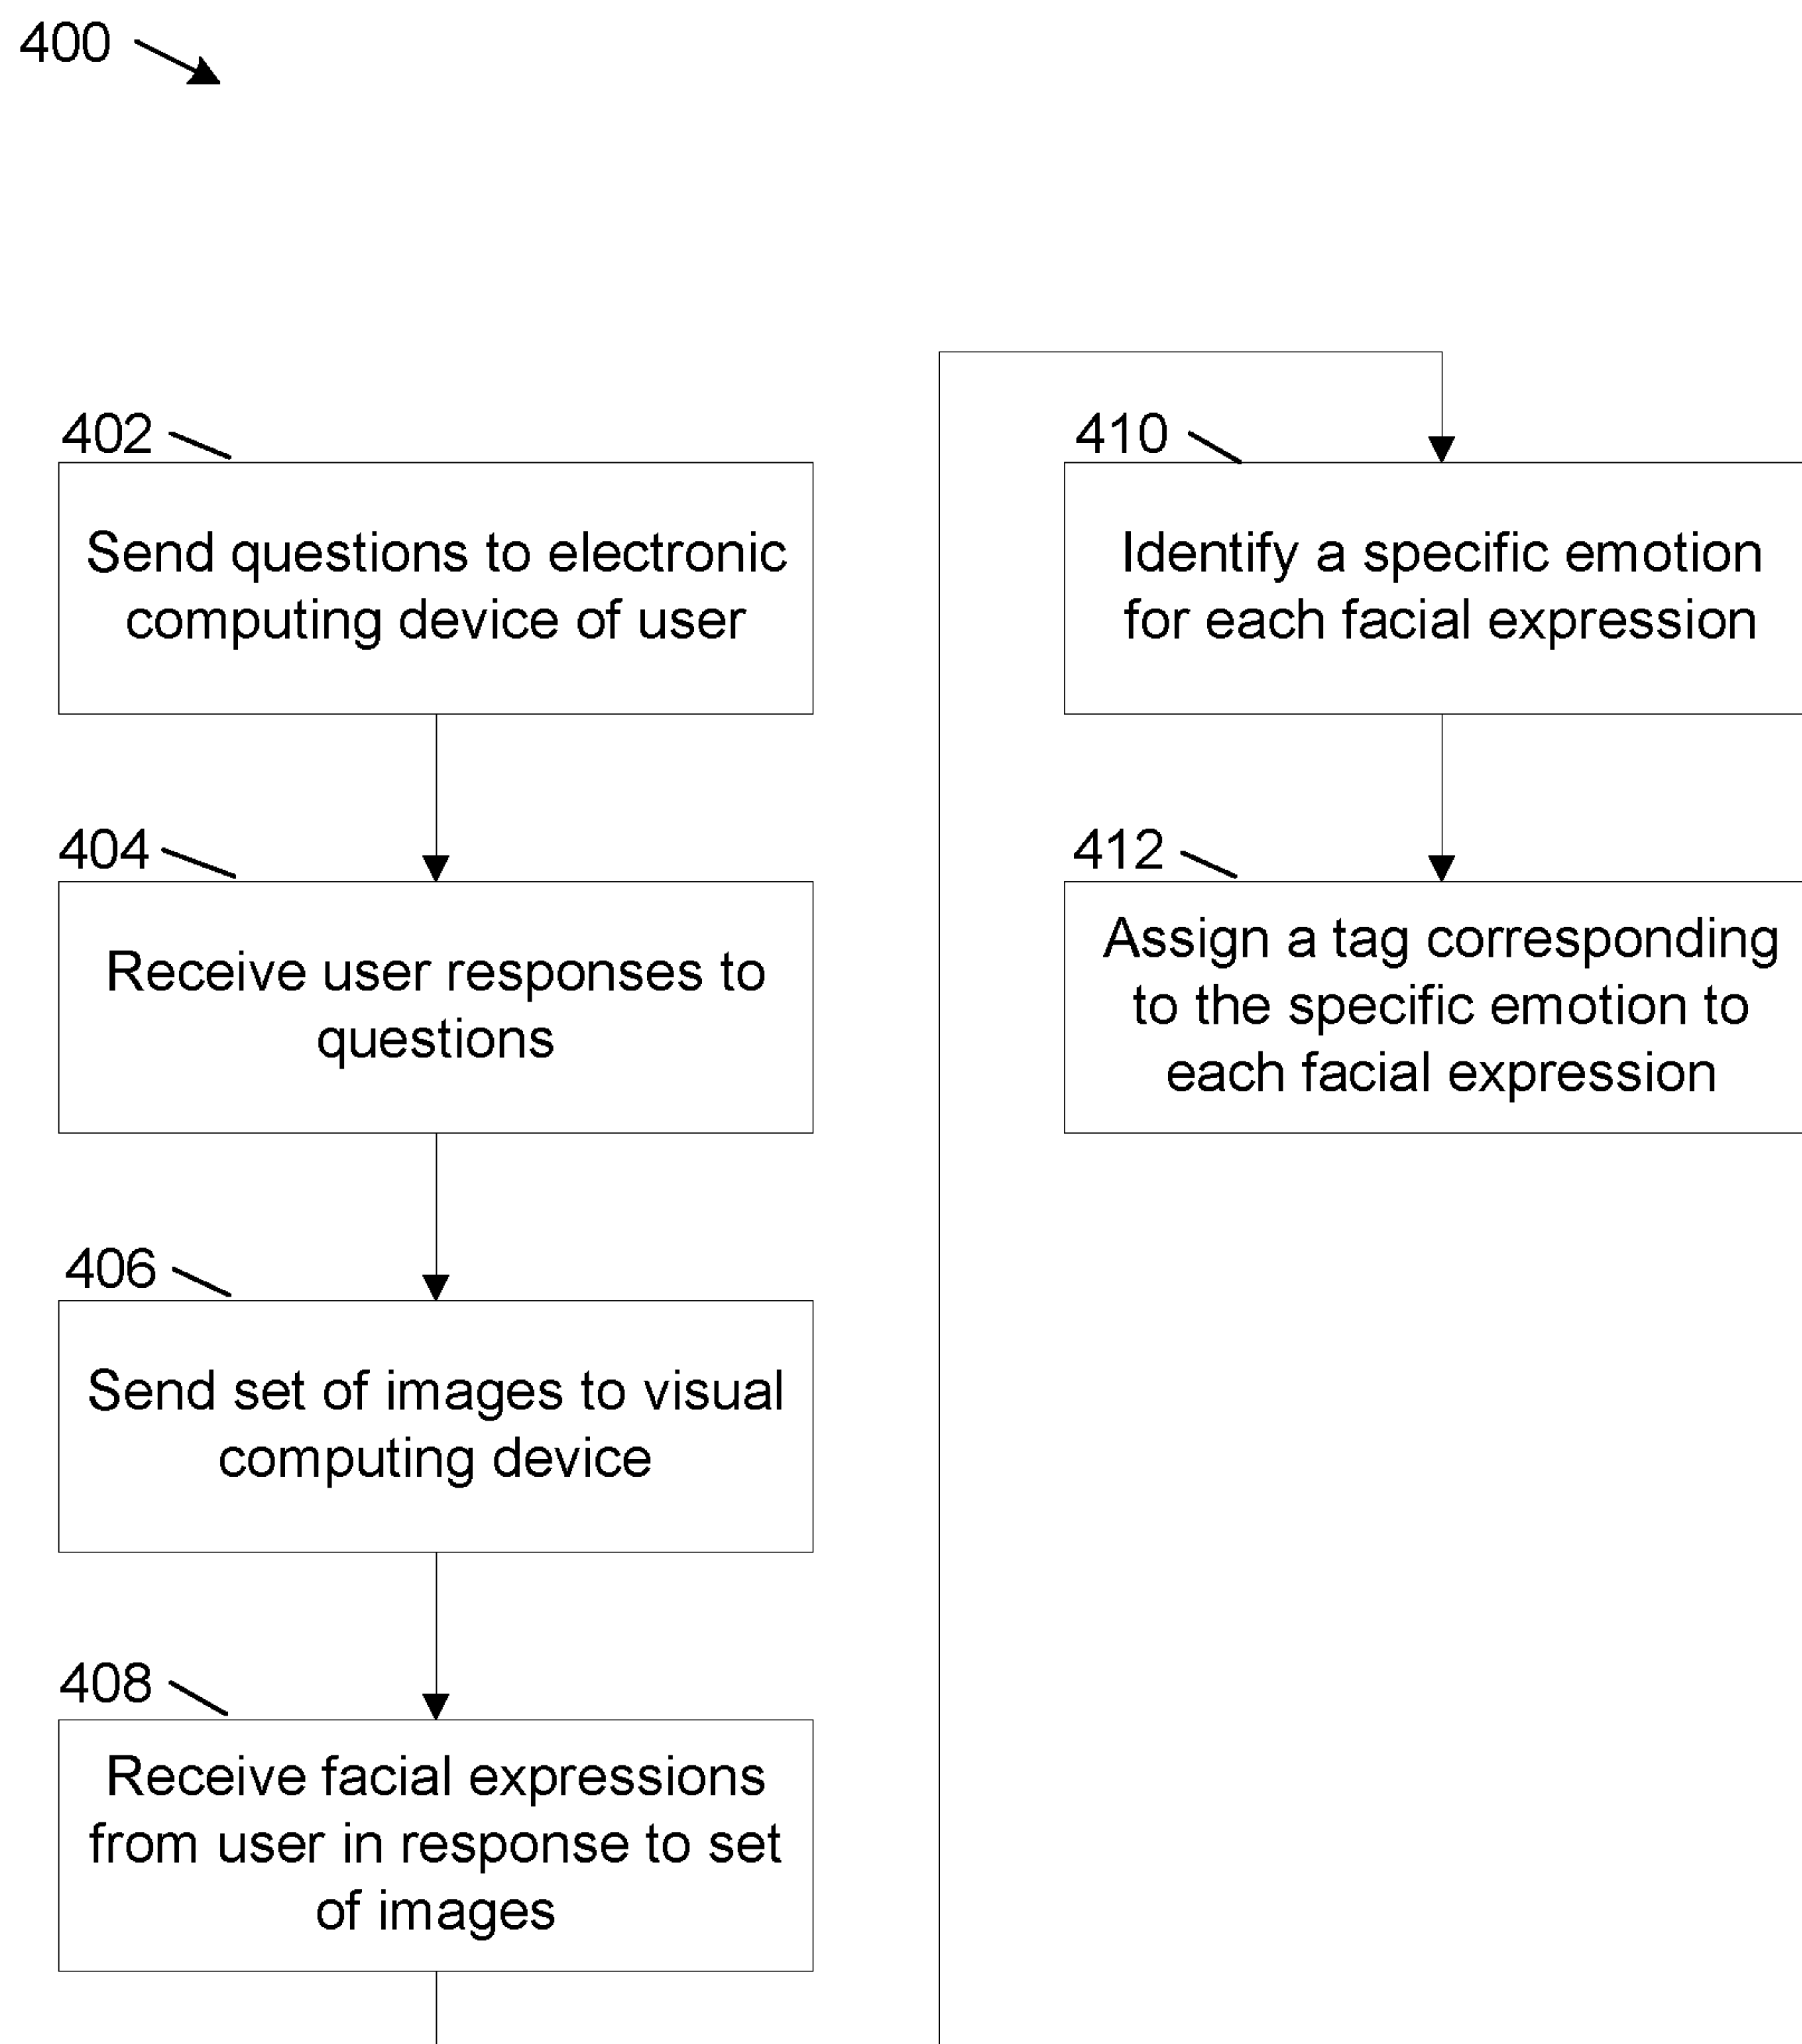 400
402
Send questions to electronic
computing device of user
404
Receive user responses to
questions
406
Send set of images to visual
computing device
408
Receive facial expressions
from user in response to set
of images
410
Identify a specific emotion
for each facial expression
412
Assign a tag corresponding
to the specific emotion to
each facial expression